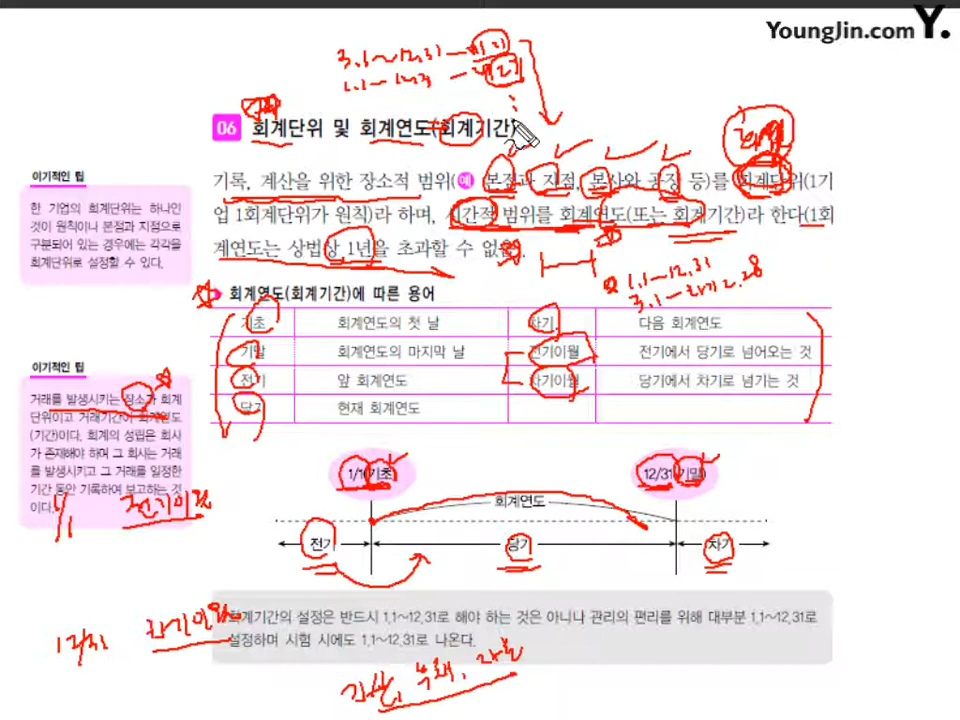 YoungJin.com Y.
3.1~12.31
1.1~
06 회계단위 및 회계연도(회계기간)
기록, 계산을 위한 장소적 범위(예 본점과 지점, 본사와 공장 등)를 회계단위(1기
업 1회계단위가 원칙)라 하며, 시간적 범위를 회계연도(또는 회계기간)라 한다(1회
계연도는 상법상 1년을 초과할 수 없음).
1.1~12.31
3.1~차기 2.28
이기적인 팁
한 기업의 회계단위는 하나인
것이 원칙이나 본점과 지점으로
구분되어 있는 경우에는 각각을
회계단위로 설정할 수 있다.
회계연도(회계기간)에 따른 용어
기초 회계연도의 첫 날 차기 다음 회계연도
기말 회계연도의 마지막 날 전기이월 전기에서 당기로 넘어오는 것
전기 앞 회계연도 차기이월 당기에서 차기로 넘기는 것
당기 현재 회계연도
이기적인 팁
거래를 발생시키는 장소가 회계
단위이고 거래기간이 회계연도
(기간)이다. 회계의 성립은 회사
가 존재해야 하며 그 회사는 거래
를 발생시키고 그 거래를 일정한
기간 동안 기록하여 보고하는 것
이다.
1/1 전기이월
1/1(기초) 12/31(기말)
회계연도
전기 당기 차기
회계기간의 설정은 반드시 1.1~12.31로 해야 하는 것은 아니나 관리의 편리를 위해 대부분 1.1~12.31로
설정하며 시험 시에도 1.1~12.31로 나온다.
12/31 차기이월
자산, 부채, 자본